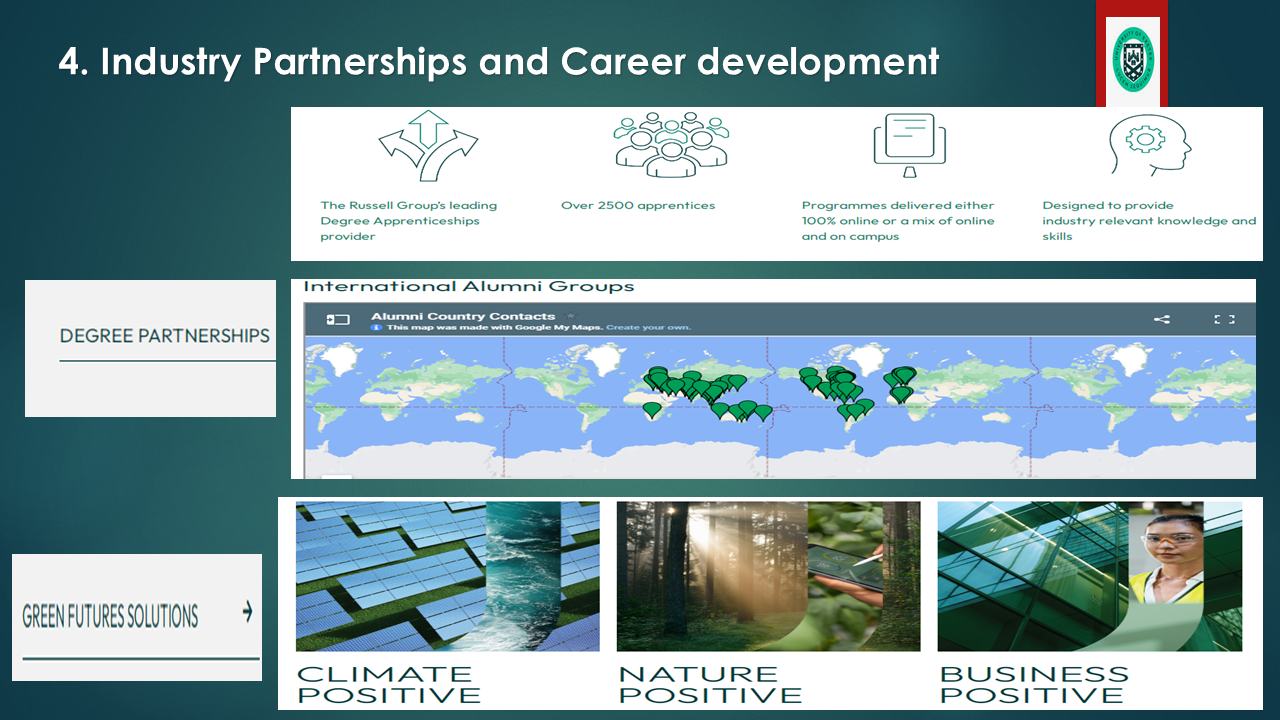 4. Industry Partnerships and Career development
The Russell Group's leading
Degree Apprenticeships
provider
Over 2500 apprentices
Programmes delivered either
100% online or a mix of online
and on campus
Designed to provide
industry relevant knowledge and
skills
DEGREE PARTNERSHIPS
International Alumni Groups
Alumni Country Contacts
This map was made with Google My Maps. Create your own.
GREEN FUTURES SOLUTIONS
CLIMATE
POSITIVE
NATURE
POSITIVE
BUSINESS
POSITIVE